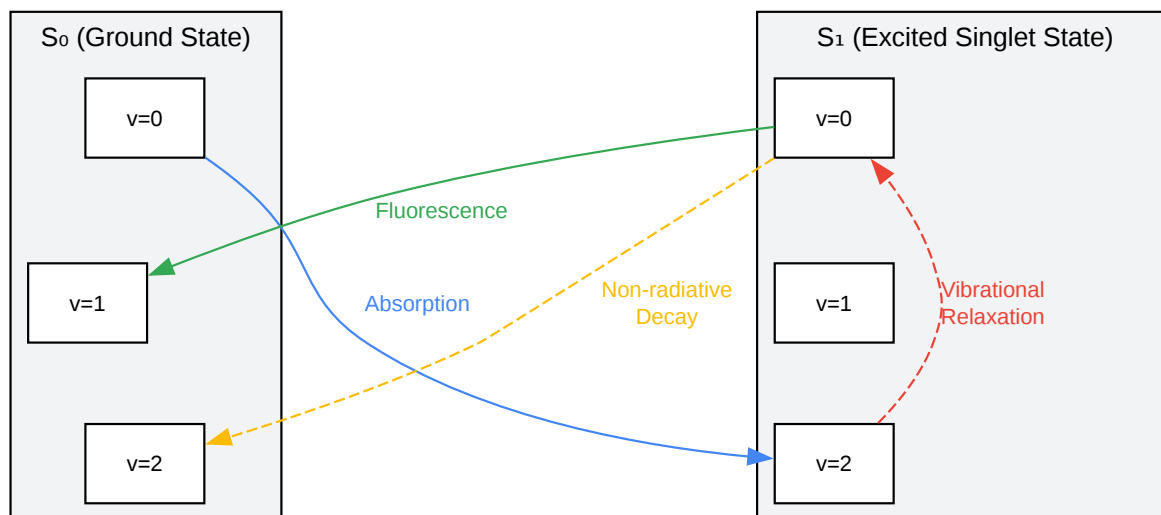 S₀ (Ground State)
v=0
v=1
v=2
Fluorescence
Absorption
Non-radiative
Decay
S₁ (Excited Singlet State)
v=0
v=1
v=2
Vibrational
Relaxation